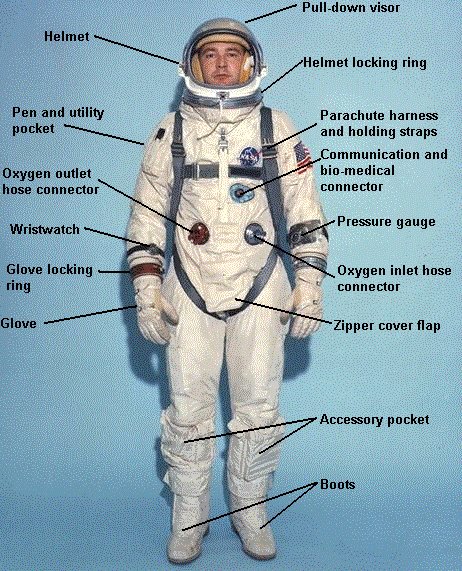 Pull-down visor
Helmet
Helmet locking ring
Pen and utility
pocket
Parachute harness
and holding straps
NASA
Communication and
bio-medical
connector
Oxygen outlet
hose connector
Pressure gauge
Wristwatch
Glove locking
ring
Oxygen inlet hose
connector
Glove
Zipper cover flap
Accessory pocket
Boots